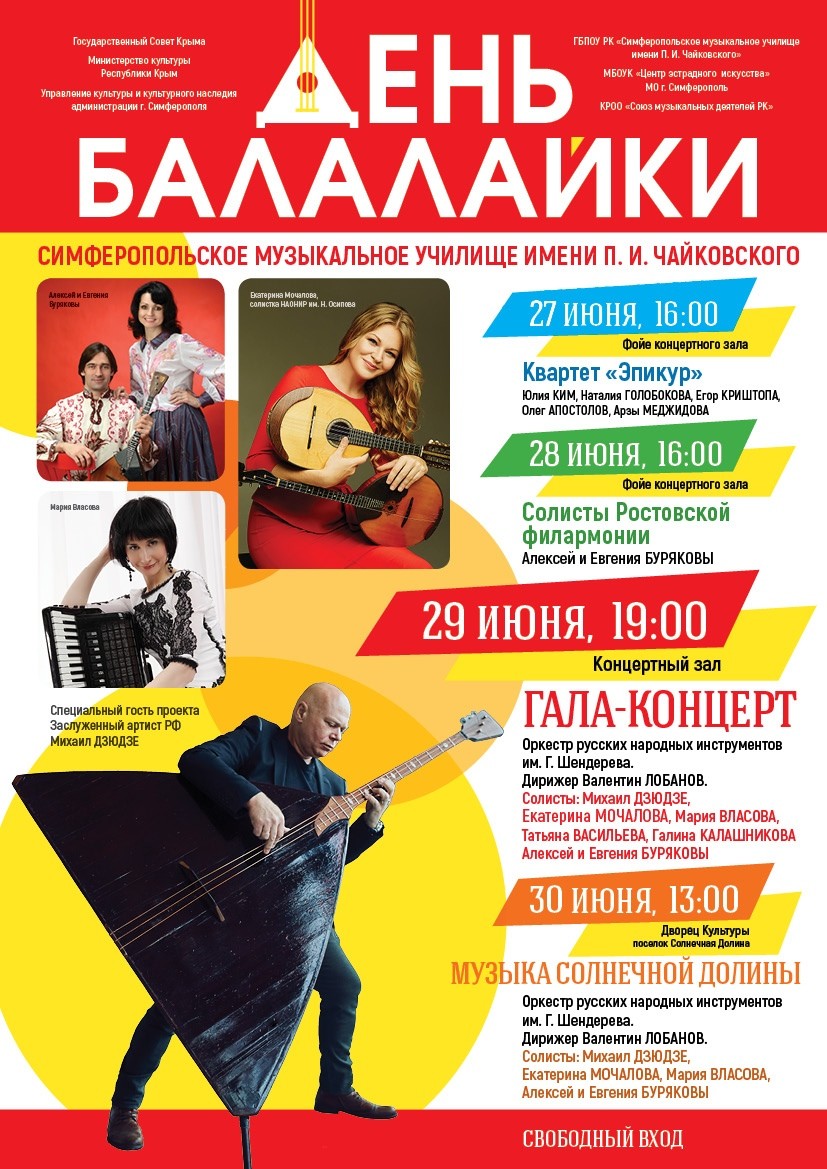 Государственный Совет Крыма
Министерство культуры
Республики Крым
Управление культуры и культурного наследия
администрации г. Симферополя
ГБПОУ РК «Симферопольское музыкальное училище
имени П. И. Чайковского»
МБОУК «Центр эстрадного искусства»
МО г. Симферополь
КРОО «Союз музыкальных деятелей РК»
ДЕНЬ
БАЛАЛАЙКИ
СИМФЕРОПОЛЬСКОЕ МУЗЫКАЛЬНОЕ УЧИЛИЩЕ ИМЕНИ П. И. ЧАЙКОВСКОГО
Алексей и Евгения
Буряковы
Екатерина Мочалова,
солистка НАОНИР им. Н. Осипова
Мария Власова
Специальный гость проекта
Заслуженный артист РФ
Михаил ДЗЮДЗЕ
27 ИЮНЯ, 16:00
Фойе концертного зала
Квартет «Эпикур»
Юлия КИМ, Наталия ГОЛОБОКОВА, Егор КРИШТОПА,
Олег АПОСТОЛОВ, Арзы МЕДЖИДОВА
28 ИЮНЯ, 16:00
Фойе концертного зала
Солисты Ростовской
филармонии
Алексей и Евгения БУРЯКОВЫ
29 ИЮНЯ, 19:00
Концертный зал
ГАЛА-КОНЦЕРТ
Оркестр русских народных инструментов
им. Г. Шендерева.
Дирижер Валентин ЛОБАНОВ.
Солисты: Михаил ДЗЮДЗЕ,
Екатерина МОЧАЛОВА, Мария ВЛАСОВА,
Татьяна ВАСИЛЬЕВА, Галина КАЛАШНИКОВА
Алексей и Евгения БУРЯКОВЫ
30 ИЮНЯ, 13:00
Дворец Культуры
поселок Солнечная Долина
МУЗЫКА СОЛНЕЧНОЙ ДОЛИНЫ
Оркестр русских народных инструментов
им. Г. Шендерева.
Дирижер Валентин ЛОБАНОВ.
Солисты: Михаил ДЗЮДЗЕ,
Екатерина МОЧАЛОВА, Мария ВЛАСОВА,
Алексей и Евгения БУРЯКОВЫ
СВОБОДНЫЙ ВХОД